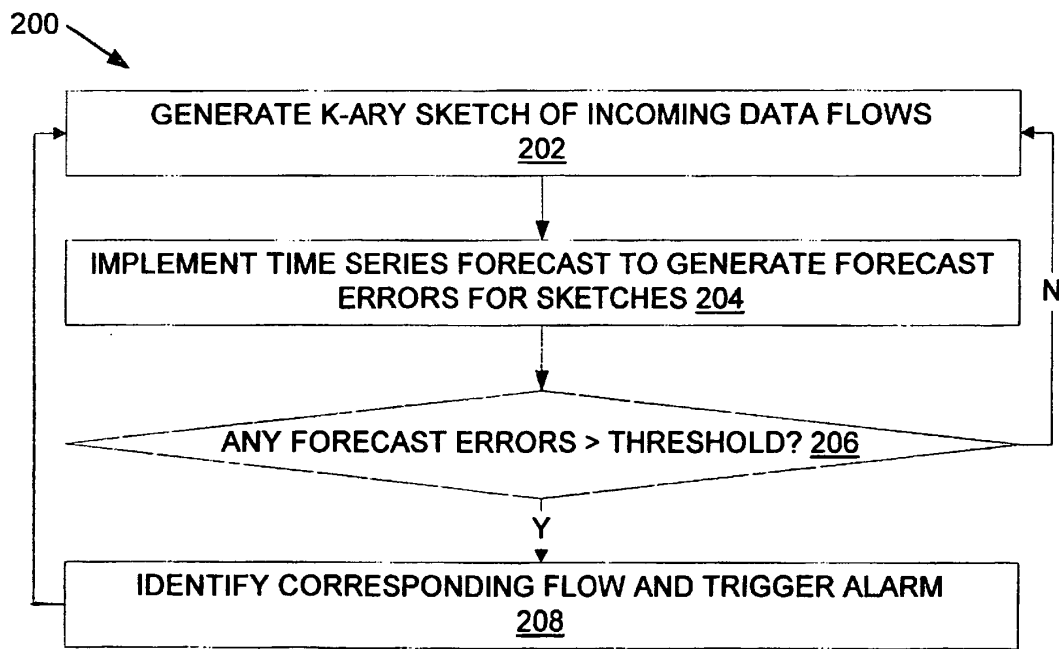 200
GENERATE K-ARY SKETCH OF INCOMING DATA FLOWS
202
IMPLEMENT TIME SERIES FORECAST TO GENERATE FORECAST
ERRORS FOR SKETCHES 204
N
ANY FORECAST ERRORS > THRESHOLD? 206
Y
IDENTIFY CORRESPONDING FLOW AND TRIGGER ALARM
208